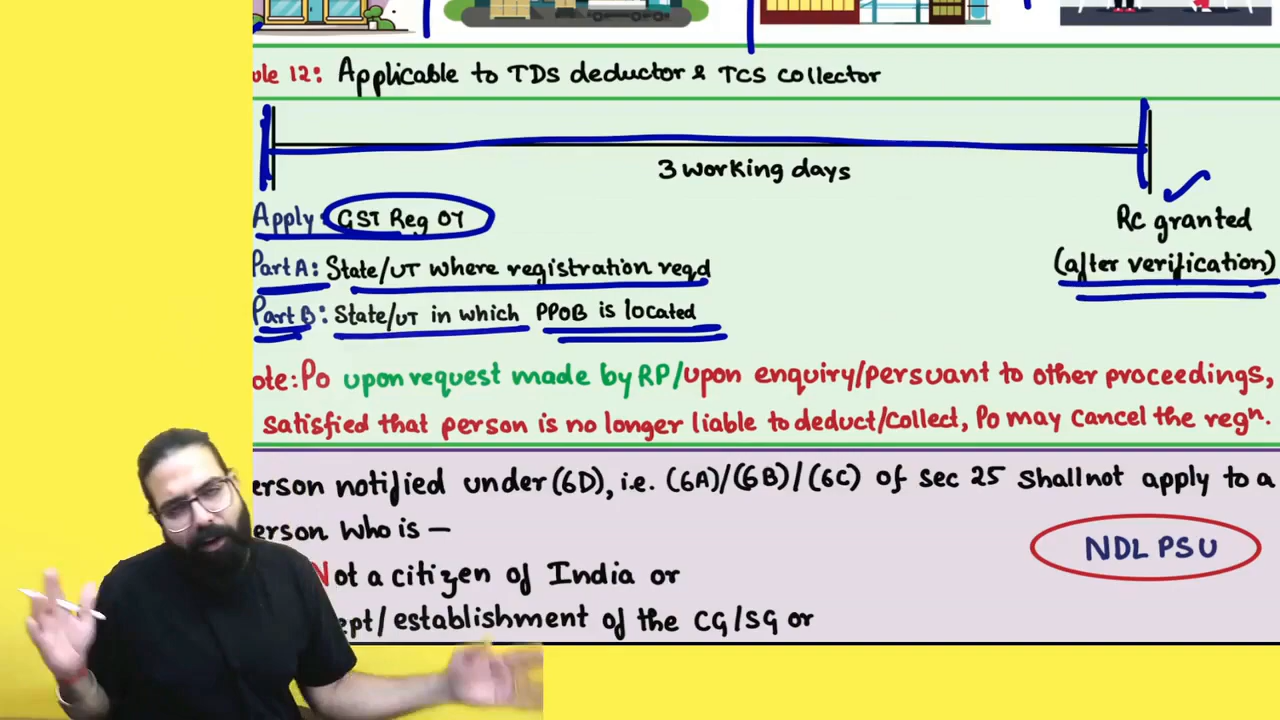 ule 12: Applicable to TDS deductor & TCS collector
3 working days
Apply: GST Reg 07
Rc granted
(after verification)
Part A: State/UT where registration reqd
Part B: State/UT in which PPOB is located
ote: Po upon request made by RP/upon enquiry/persuant to other proceedings,
satisfied that person is no longer liable to deduct/collect, Po may cancel the regn.
erson notified under (6D), i.e. (6A)/(6B)/(6C) of sec 25 shall not apply to a
erson who is —
NDL PSU
Not a citizen of India or
ept/establishment of the CG/SG or